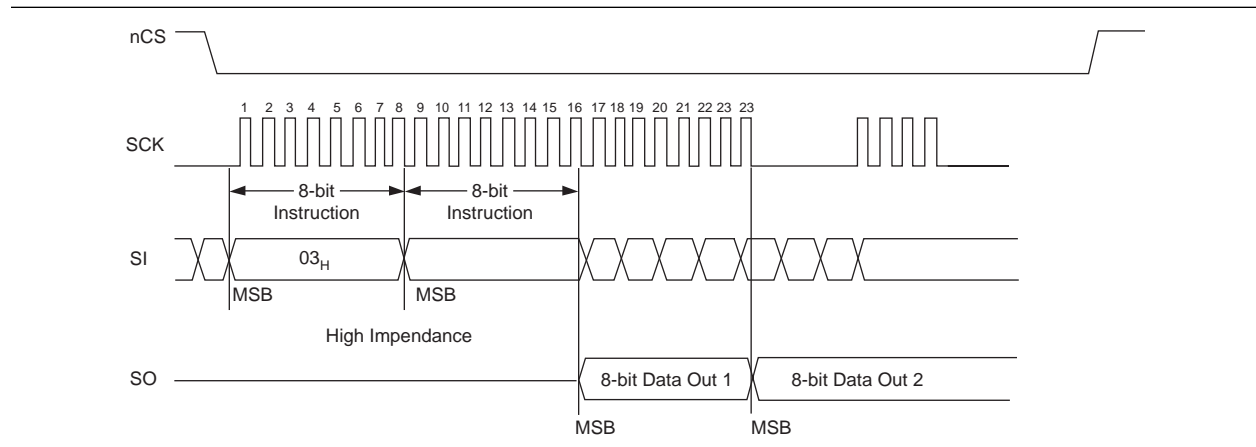 nCS
1 2 3 4 5 6 7 8 9 10 11 12 13 14 15 16 17 18 19 20 21 22 23 23
SCK
8-bit
Instruction
8-bit
Instruction
SI
03H
MSB
MSB
High Impendance
SO
8-bit Data Out 1
8-bit Data Out 2
MSB
MSB